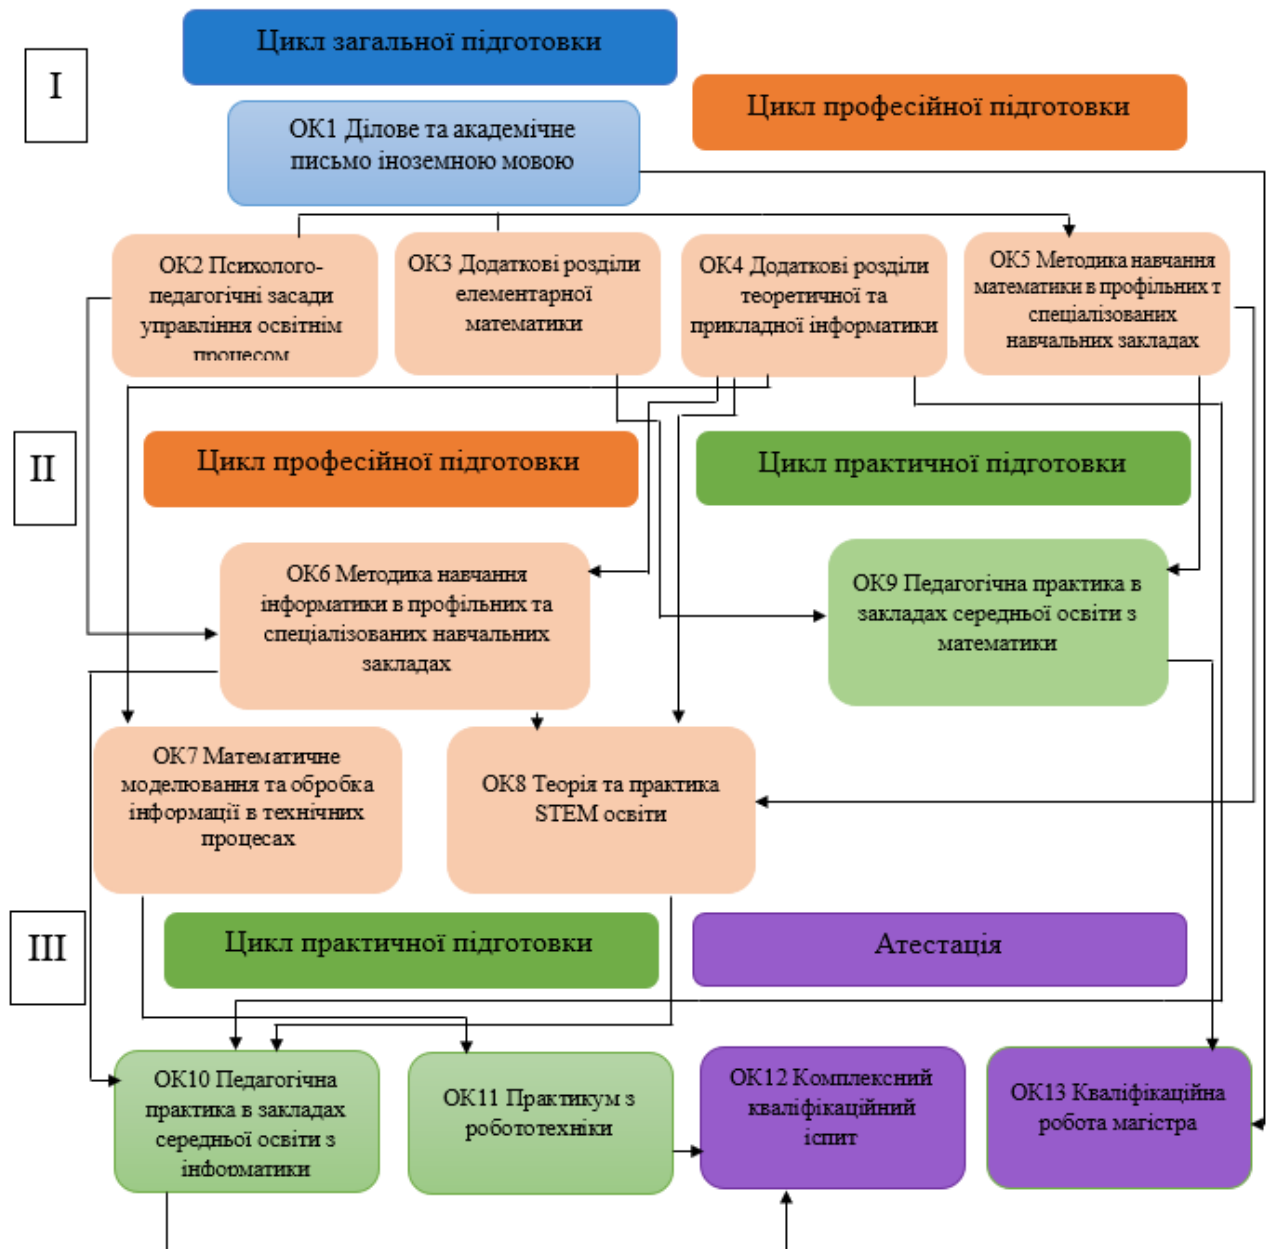 Цикл загальної підготовки
I
Цикл професійної підготовки
ОК1 Ділове та академічне
письмо іноземною мовою
ОК2 Психолого-
педагогічні засади
управління освітнім
процесом
ОК3 Додаткові розділи
елементарної
математики
ОК4 Додаткові розділи
теоретичної та
прикладної інформатики
ОК5 Методика навчання
математики в профільних т
спеціалізованих
навчальних закладах
II
Цикл професійної підготовки
Цикл практичної підготовки
ОК6 Методика навчання
інформатики в профільних та
спеціалізованих навчальних
закладах
ОК9 Педагогічна практика в
закладах середньої освіти з
математики
ОК7 Математичне
моделювання та обробка
інформації в технічних
процесах
ОК8 Теорія та практика
STEM освіти
III
Цикл практичної підготовки
Атестація
ОК10 Педагогічна
практика в закладах
середньої освіти з
інформатики
ОК11 Практикум з
робототехніки
ОК12 Комплексний
кваліфікаційний
іспит
ОК13 Кваліфікаційна
робота магістра